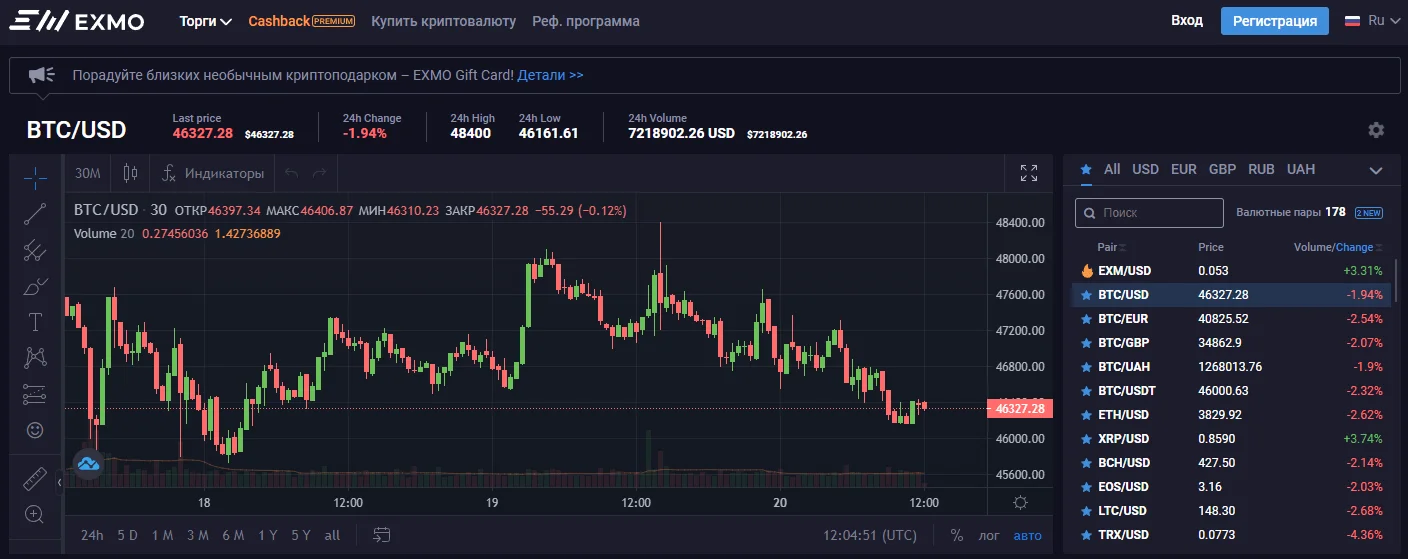 EXMO Торги Cashback PREMIUM Купить криптовалюту Реф. программа Вход Регистрация Ru
Порадуйте близких необычным криптоподарком – EXMO Gift Card! Детали >>
BTC/USD
Last price 24h Change 24h High 24h Low 24h Volume
46327.28 $46327.28 -1.94% 48400 46161.61 7218902.26 USD $7218902.26
30M Индикаторы
BTC/USD · 30 ОТКР46397.34 МАКС46406.87 МИН46310.23 ЗАКР46327.28 −55.29 (−0.12%)
Volume 20 0.27456036 1.42736889
48400.00
48000.00
47600.00
47200.00
46800.00
46327.28
46000.00
45600.00
18 12:00 19 12:00 20 12:00
24h 5 D 1 M 3 M 6 M 1 Y 5 Y all 12:04:51 (UTC) % лог авто
All USD EUR GBP RUB UAH
Поиск Валютные пары 178 2 NEW
Pair Price Volume/Change
EXM/USD 0.053 +3.31%
BTC/USD 46327.28 -1.94%
BTC/EUR 40825.52 -2.54%
BTC/GBP 34862.9 -2.07%
BTC/UAH 1268013.76 -1.9%
BTC/USDT 46000.63 -2.32%
ETH/USD 3829.92 -2.62%
XRP/USD 0.8590 +3.74%
BCH/USD 427.50 -2.14%
EOS/USD 3.16 -2.03%
LTC/USD 148.30 -2.68%
TRX/USD 0.0773 -4.36%